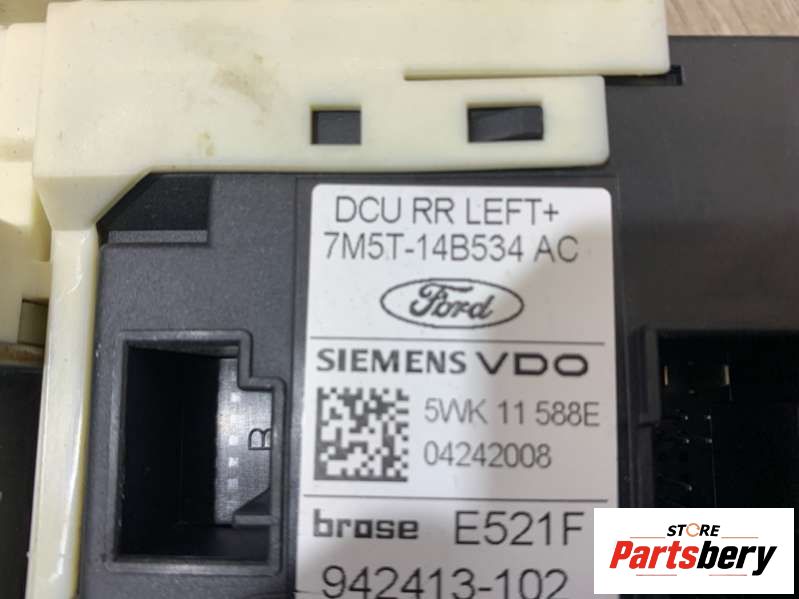 DCU RR LEFT+
7M5T-14B534 AC
Ford
SIEMENS VDO
5WK 11 588E
04242008
brose E521F
942413-102
B
STORE
Partsbery